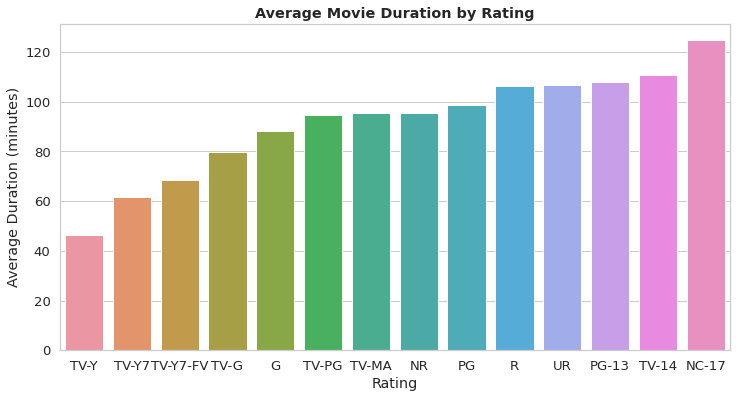 Average Movie Duration by Rating
Average Duration (minutes)
120
100
80
60
40
20
0
TV-Y TV-Y7 TV-Y7-FV TV-G G TV-PG TV-MA NR PG R UR PG-13 TV-14 NC-17
Rating